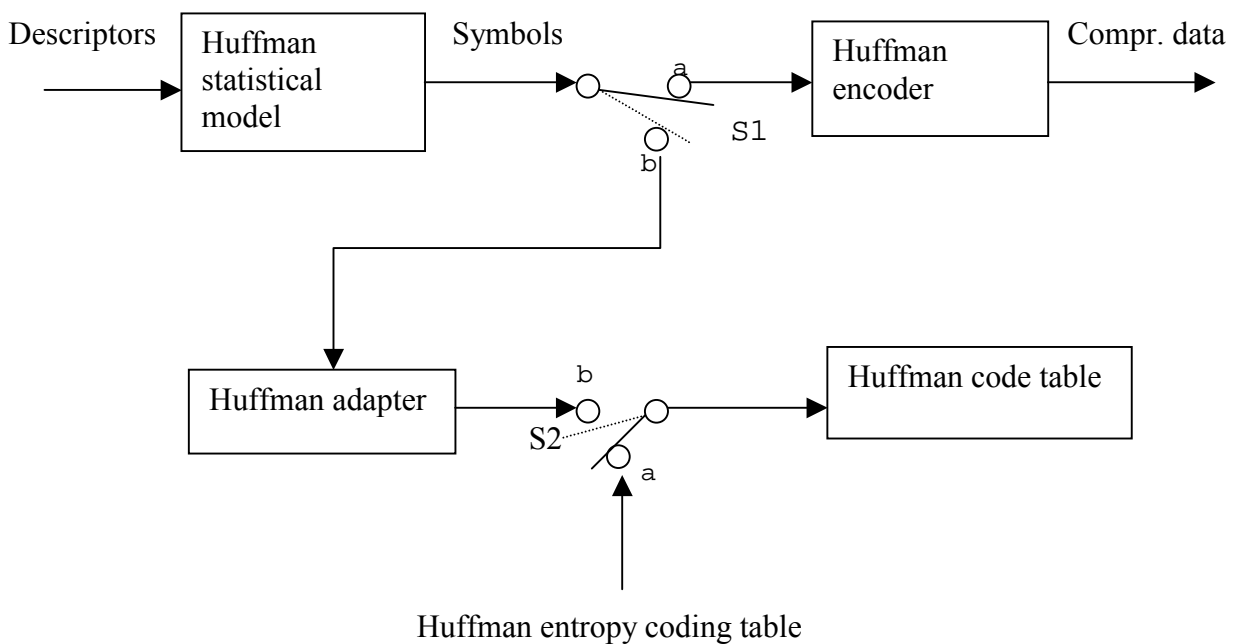 Descriptors
Huffman
statistical
model
Symbols
a
b
S1
Huffman
encoder
Compr. data
Huffman adapter
b
S2
a
Huffman code table
Huffman entropy coding table